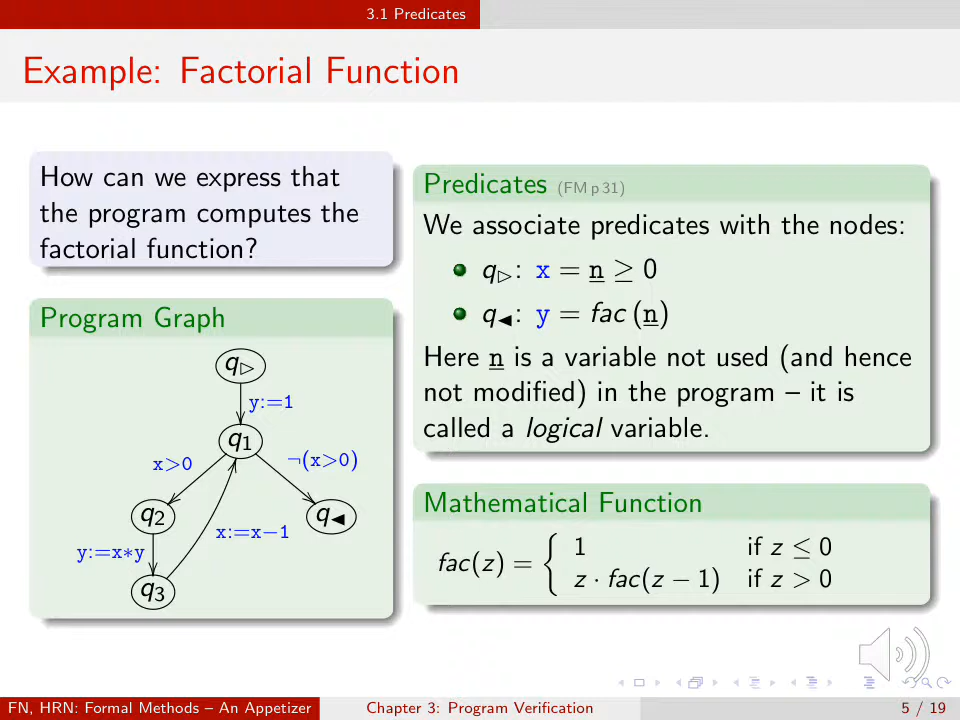 3.1 Predicates
Example: Factorial Function
How can we express that
the program computes the
factorial function?
Program Graph
q▷
y:=1
q1
x>0
¬(x>0)
q2
q◀
x:=x−1
y:=x*y
q3
Predicates (FM p 31)
We associate predicates with the nodes:
q▷: x = n ≥ 0
q◀: y = fac (n)
Here n is a variable not used (and hence
not modified) in the program – it is
called a logical variable.
Mathematical Function
fac(z) = { 1 if z ≤ 0
z · fac(z − 1) if z > 0
FN, HRN: Formal Methods – An Appetizer
Chapter 3: Program Verification
5 / 19